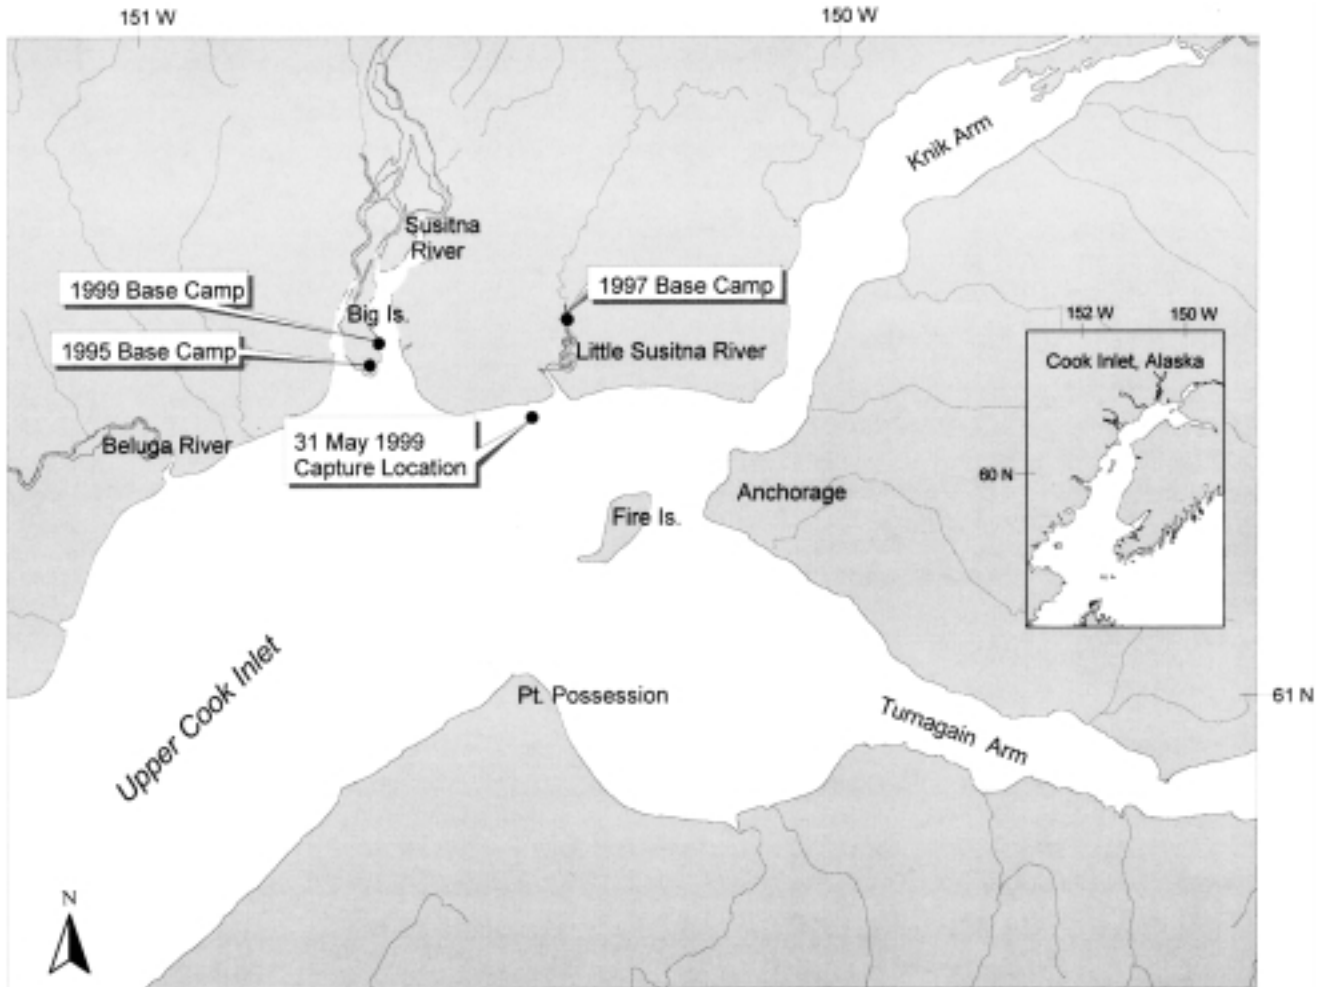 151 W
150 W
Knik Arm
Susitna
River
1999 Base Camp
1997 Base Camp
Big Is.
1995 Base Camp
Little Susitna River
152 W
150 W
Cook Inlet, Alaska
60 N
Beluga River
31 May 1999
Capture Location
Anchorage
Fire Is.
Pt. Possession
61 N
Turnagain Arm
Upper Cook Inlet
N